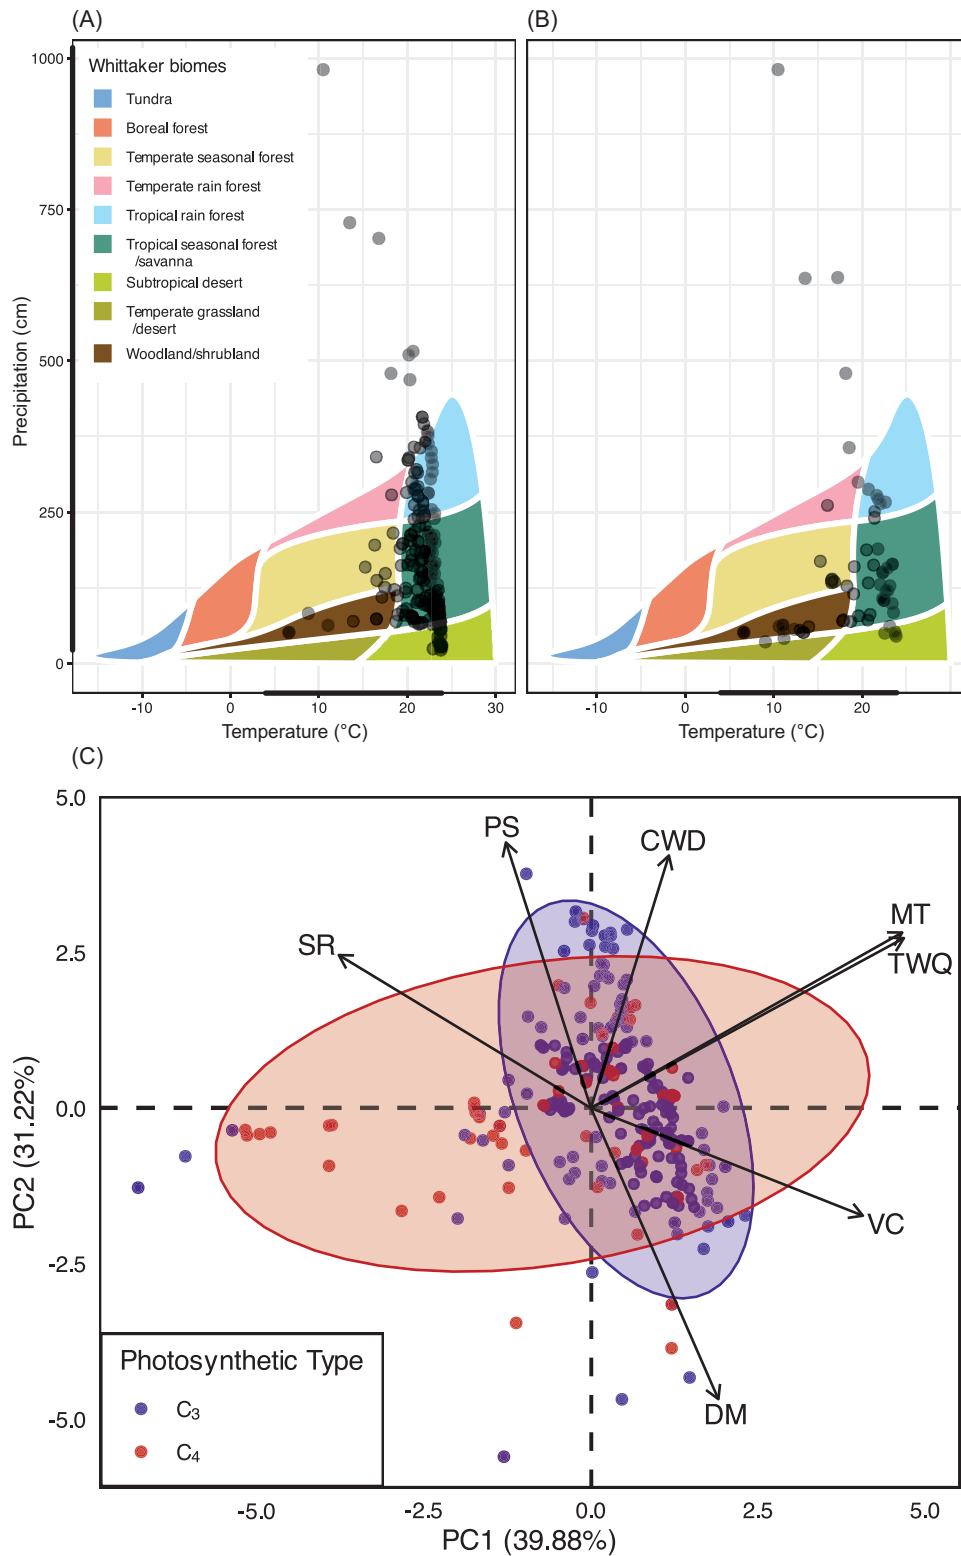 (A)
(B)
1000
750
500
250
0
Precipitation (cm)
Whittaker biomes
Tundra
Boreal forest
Temperate seasonal forest
Temperate rain forest
Tropical rain forest
Tropical seasonal forest
/savanna
Subtropical desert
Temperate grassland
/desert
Woodland/shrubland
-10
0
10
20
30
Temperature (°C)
-10
0
10
20
30
Temperature (°C)
(C)
5.0
2.5
0.0
-2.5
-5.0
PC2 (31.22%)
PS
CWD
MT
TWQ
SR
VC
DM
Photosynthetic Type
C₃
C₄
-5.0
-2.5
0.0
2.5
5.0
PC1 (39.88%)